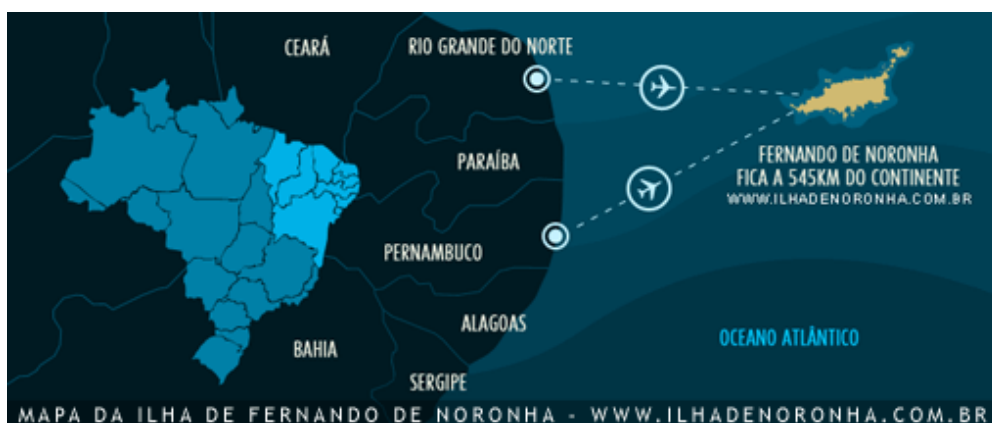 CEARÁ
RIO GRANDE DO NORTE
PARAÍBA
FERNANDO DE NORONHA
FICA A 545KM DO CONTINENTE
WWW.ILHADENORONHA.COM.BR
PERNAMBUCO
ALAGOAS
OCEANO ATLÂNTICO
BAHIA
SERGIPE
MAPA DA ILHA DE FERNANDO DE NORONHA - WWW.ILHADENORONHA.COM.BR